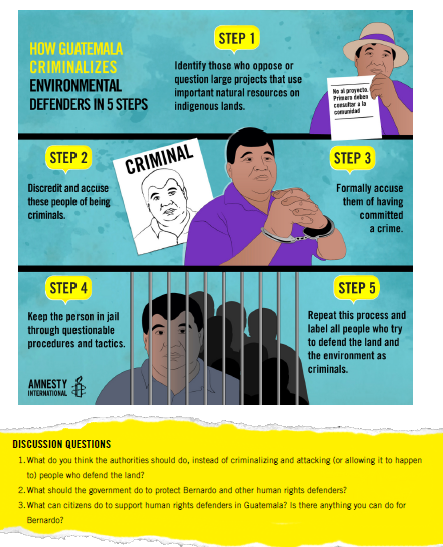 HOW GUATEMALA
CRIMINALIZES
ENVIRONMENTAL
DEFENDERS IN 5 STEPS
STEP 1
Identify those who oppose or
question large projects that use
important natural resources on
indigenous lands.
No al proyecto.
Primero deben
consultar a la
comunidad
STEP 2
Discredit and accuse
these people of being
criminals.
CRIMINAL
STEP 3
Formally accuse
them of having
committed
a crime.
STEP 4
Keep the person in jail
through questionable
procedures and tactics.
AMNESTY
INTERNATIONAL
STEP 5
Repeat this process and
label all people who try
to defend the land and
the environment as
criminals.
DISCUSSION QUESTIONS
1. What do you think the authorities should do, instead of criminalizing and attacking (or allowing it to happen
to) people who defend the land?
2. What should the government do to protect Bernardo and other human rights defenders?
3. What can citizens do to support human rights defenders in Guatemala? Is there anything you can do for
Bernardo?